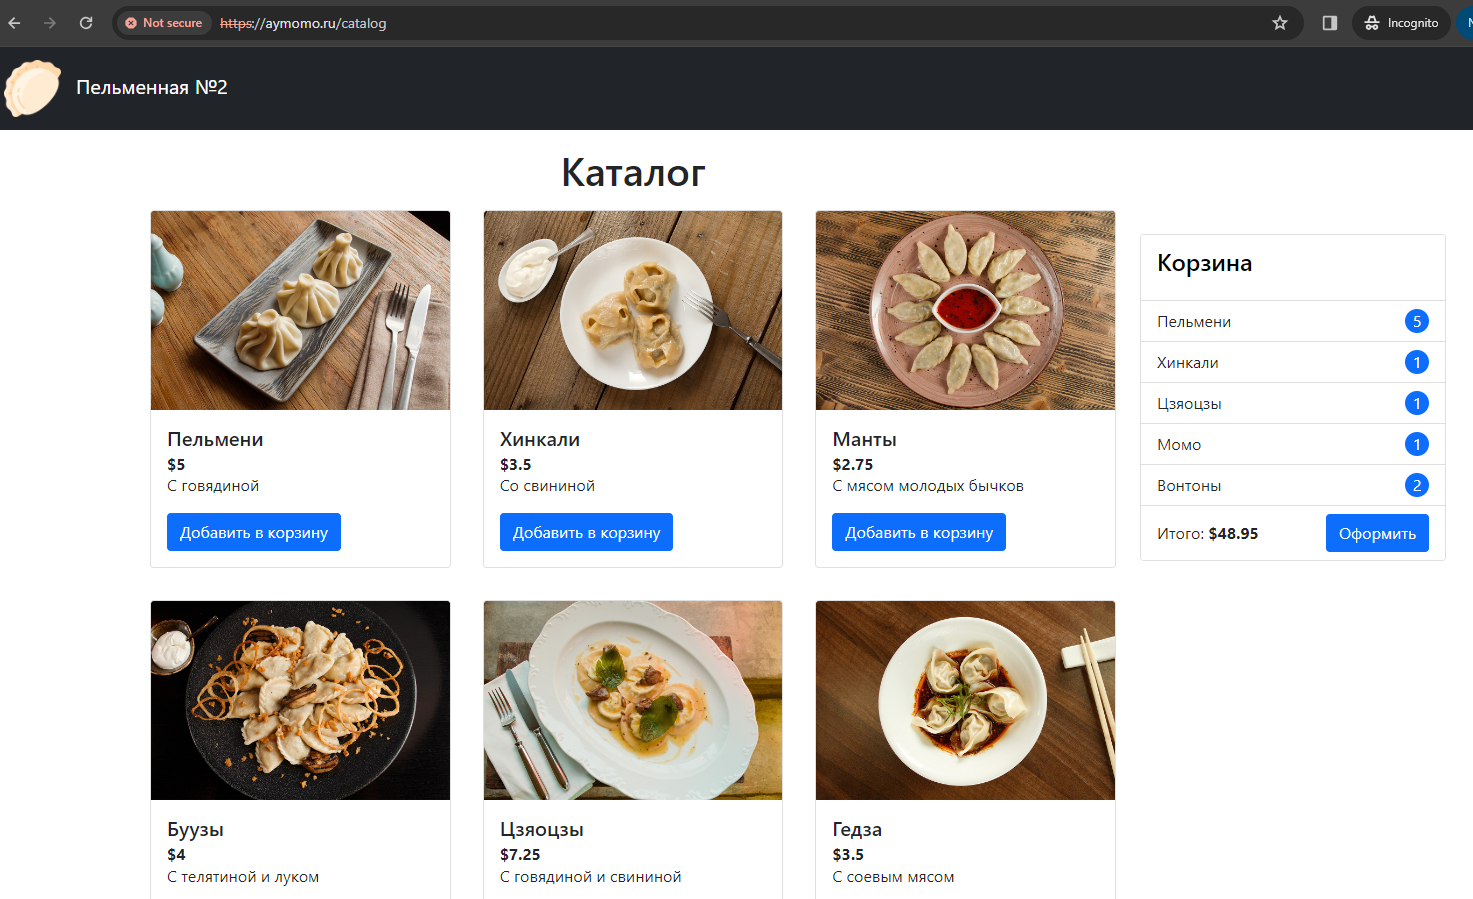 Not secure https://aymomo.ru/catalog Incognito
Пельменная №2
Каталог
Пельмени
$5
С говядиной
Добавить в корзину
Хинкали
$3.5
Со свининой
Добавить в корзину
Манты
$2.75
С мясом молодых бычков
Добавить в корзину
Корзина
Пельмени 5
Хинкали 1
Цзяоцзы 1
Момо 1
Вонтоны 2
Итого: $48.95 Оформить
Буузы
$4
С телятиной и луком
Цзяоцзы
$7.25
С говядиной и свининой
Гедза
$3.5
С соевым мясом